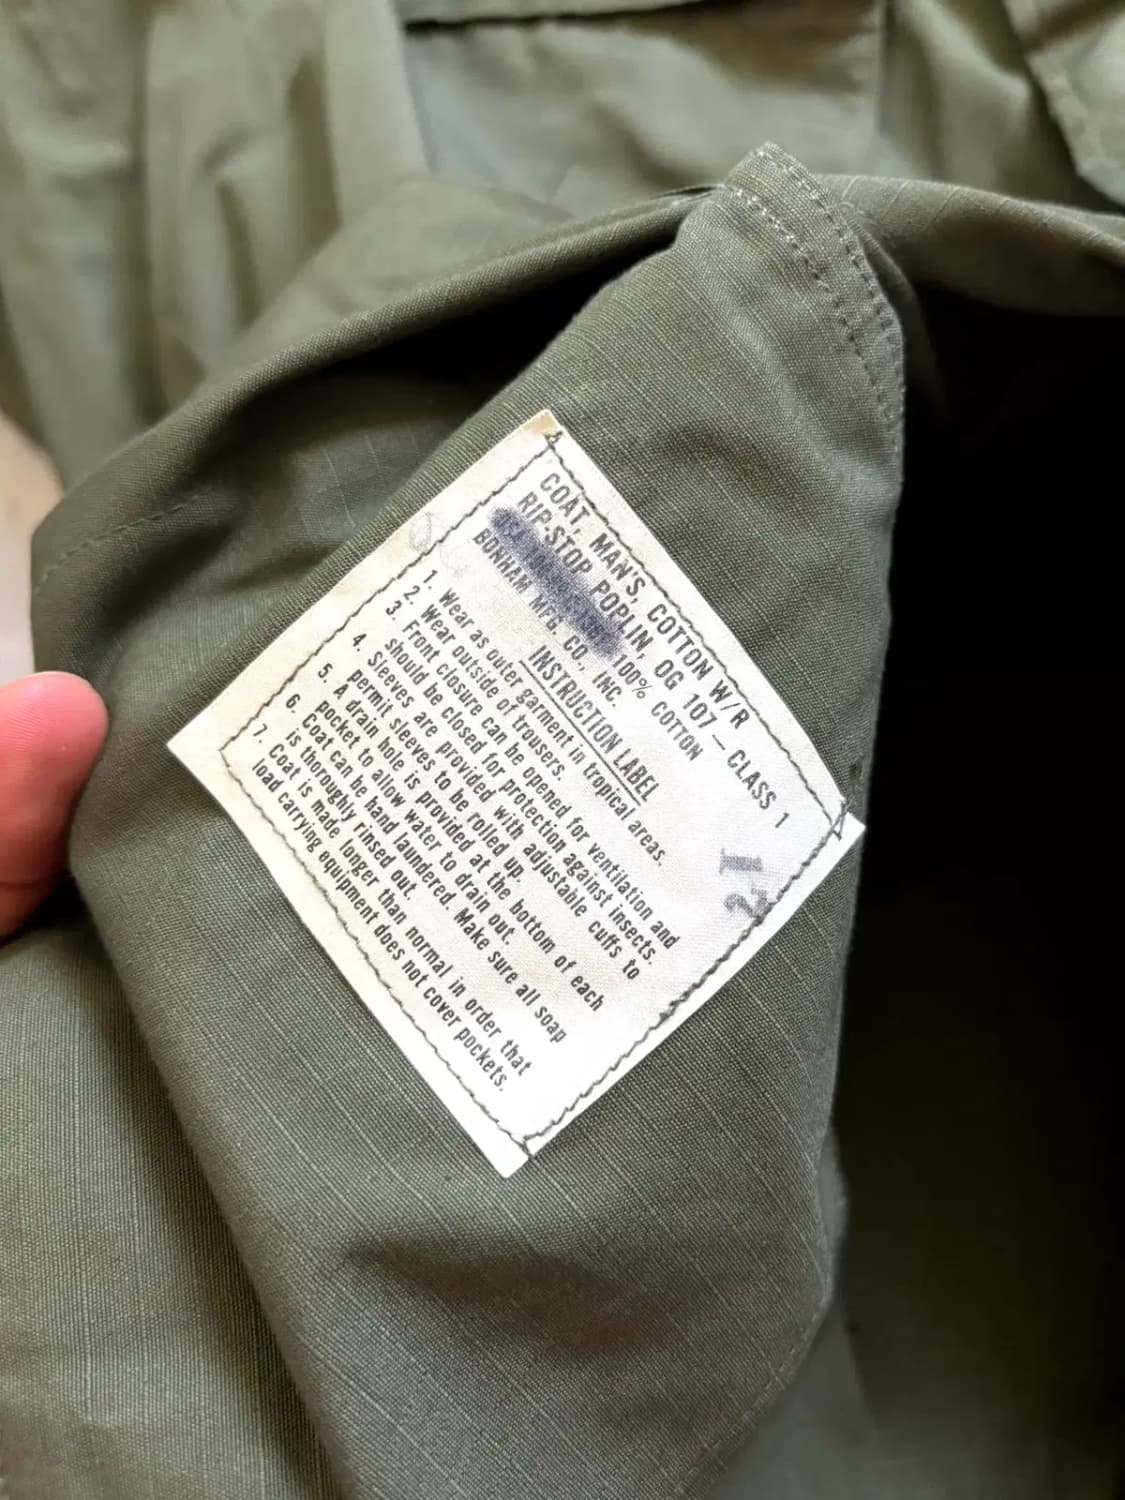 COAT, MAN'S, COTTON W/R
RIP-STOP POPLIN, OG 107 — CLASS 1
100% COTTON
BONHAM MFG. CO., INC.
INSTRUCTION LABEL
1. Wear as outer garment in tropical areas.
2. Wear outside of trousers.
3. Front closure can be opened for ventilation and
should be closed for protection against insects.
4. Sleeves are provided with adjustable cuffs to
permit sleeves to be rolled up.
5. A drain hole is provided at the bottom of each
pocket to allow water to drain out.
6. Coat can be hand laundered. Make sure all soap
is thoroughly rinsed out.
7. Coat is made longer than normal in order that
load carrying equipment does not cover pockets.